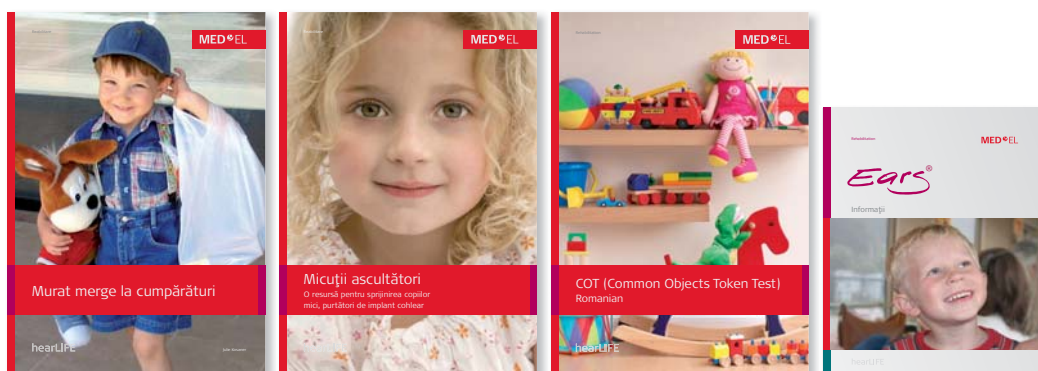 MED EL
Murat merge la cumpărături
hearLIFE
MED EL
Micuţii ascultători
O resursă pentru sprijinirea copiilor
mici, purtători de implant cohlear
MED EL
COT (Common Objects Token Test)
Romanian
hearLIFE
MED EL
Ears®
Informaţii
hearLIFE